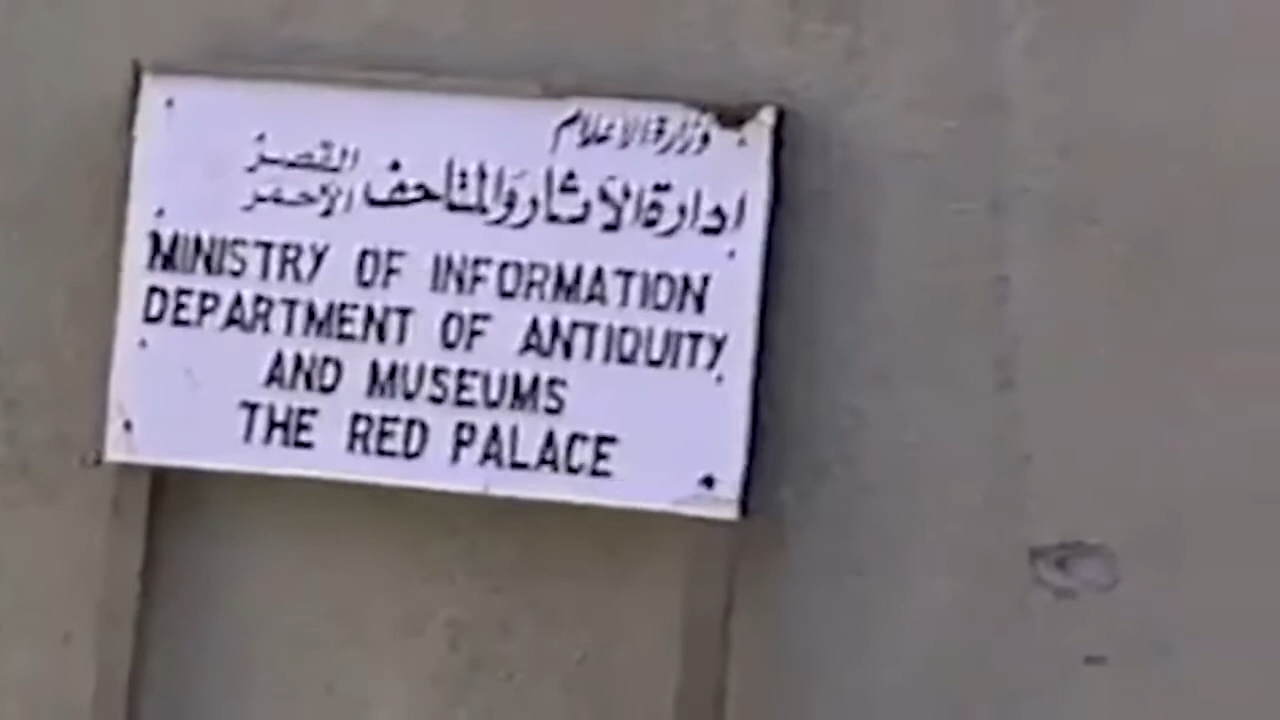 وزارة الاعلام
ادارة الآثار والمتاحف القصر الأحمر
MINISTRY OF INFORMATION
DEPARTMENT OF ANTIQUITY
AND MUSEUMS
THE RED PALACE